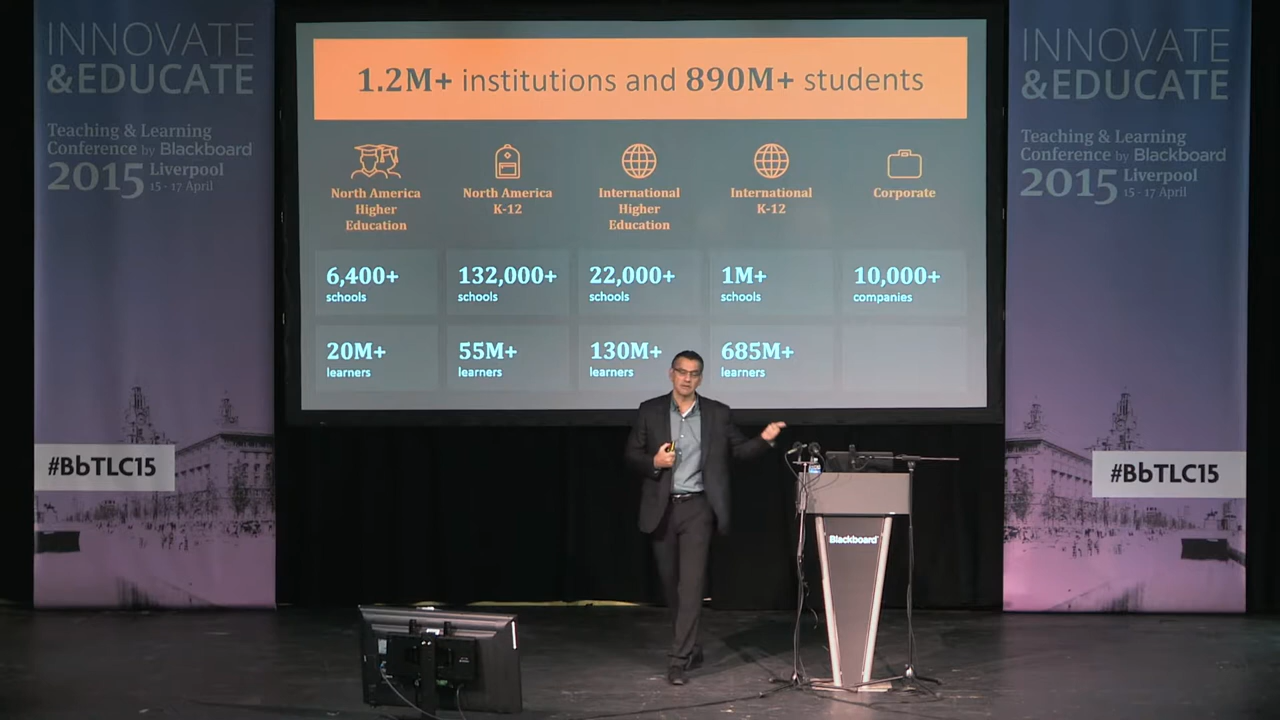 INNOVATE
&EDUCATE
Teaching & Learning
Conference by Blackboard
2015 Liverpool
15 - 17 April
#BbTLC15
1.2M+ institutions and 890M+ students
North America
Higher
Education
North America
K-12
International
Higher
Education
International
K-12
Corporate
6,400+
schools
132,000+
schools
22,000+
schools
1M+
schools
10,000+
companies
20M+
learners
55M+
learners
130M+
learners
685M+
learners
Blackboard
INNOVATE
&EDUCATE
Teaching & Learning
Conference by Blackboard
2015 Liverpool
15 - 17 April
#BbTLC15